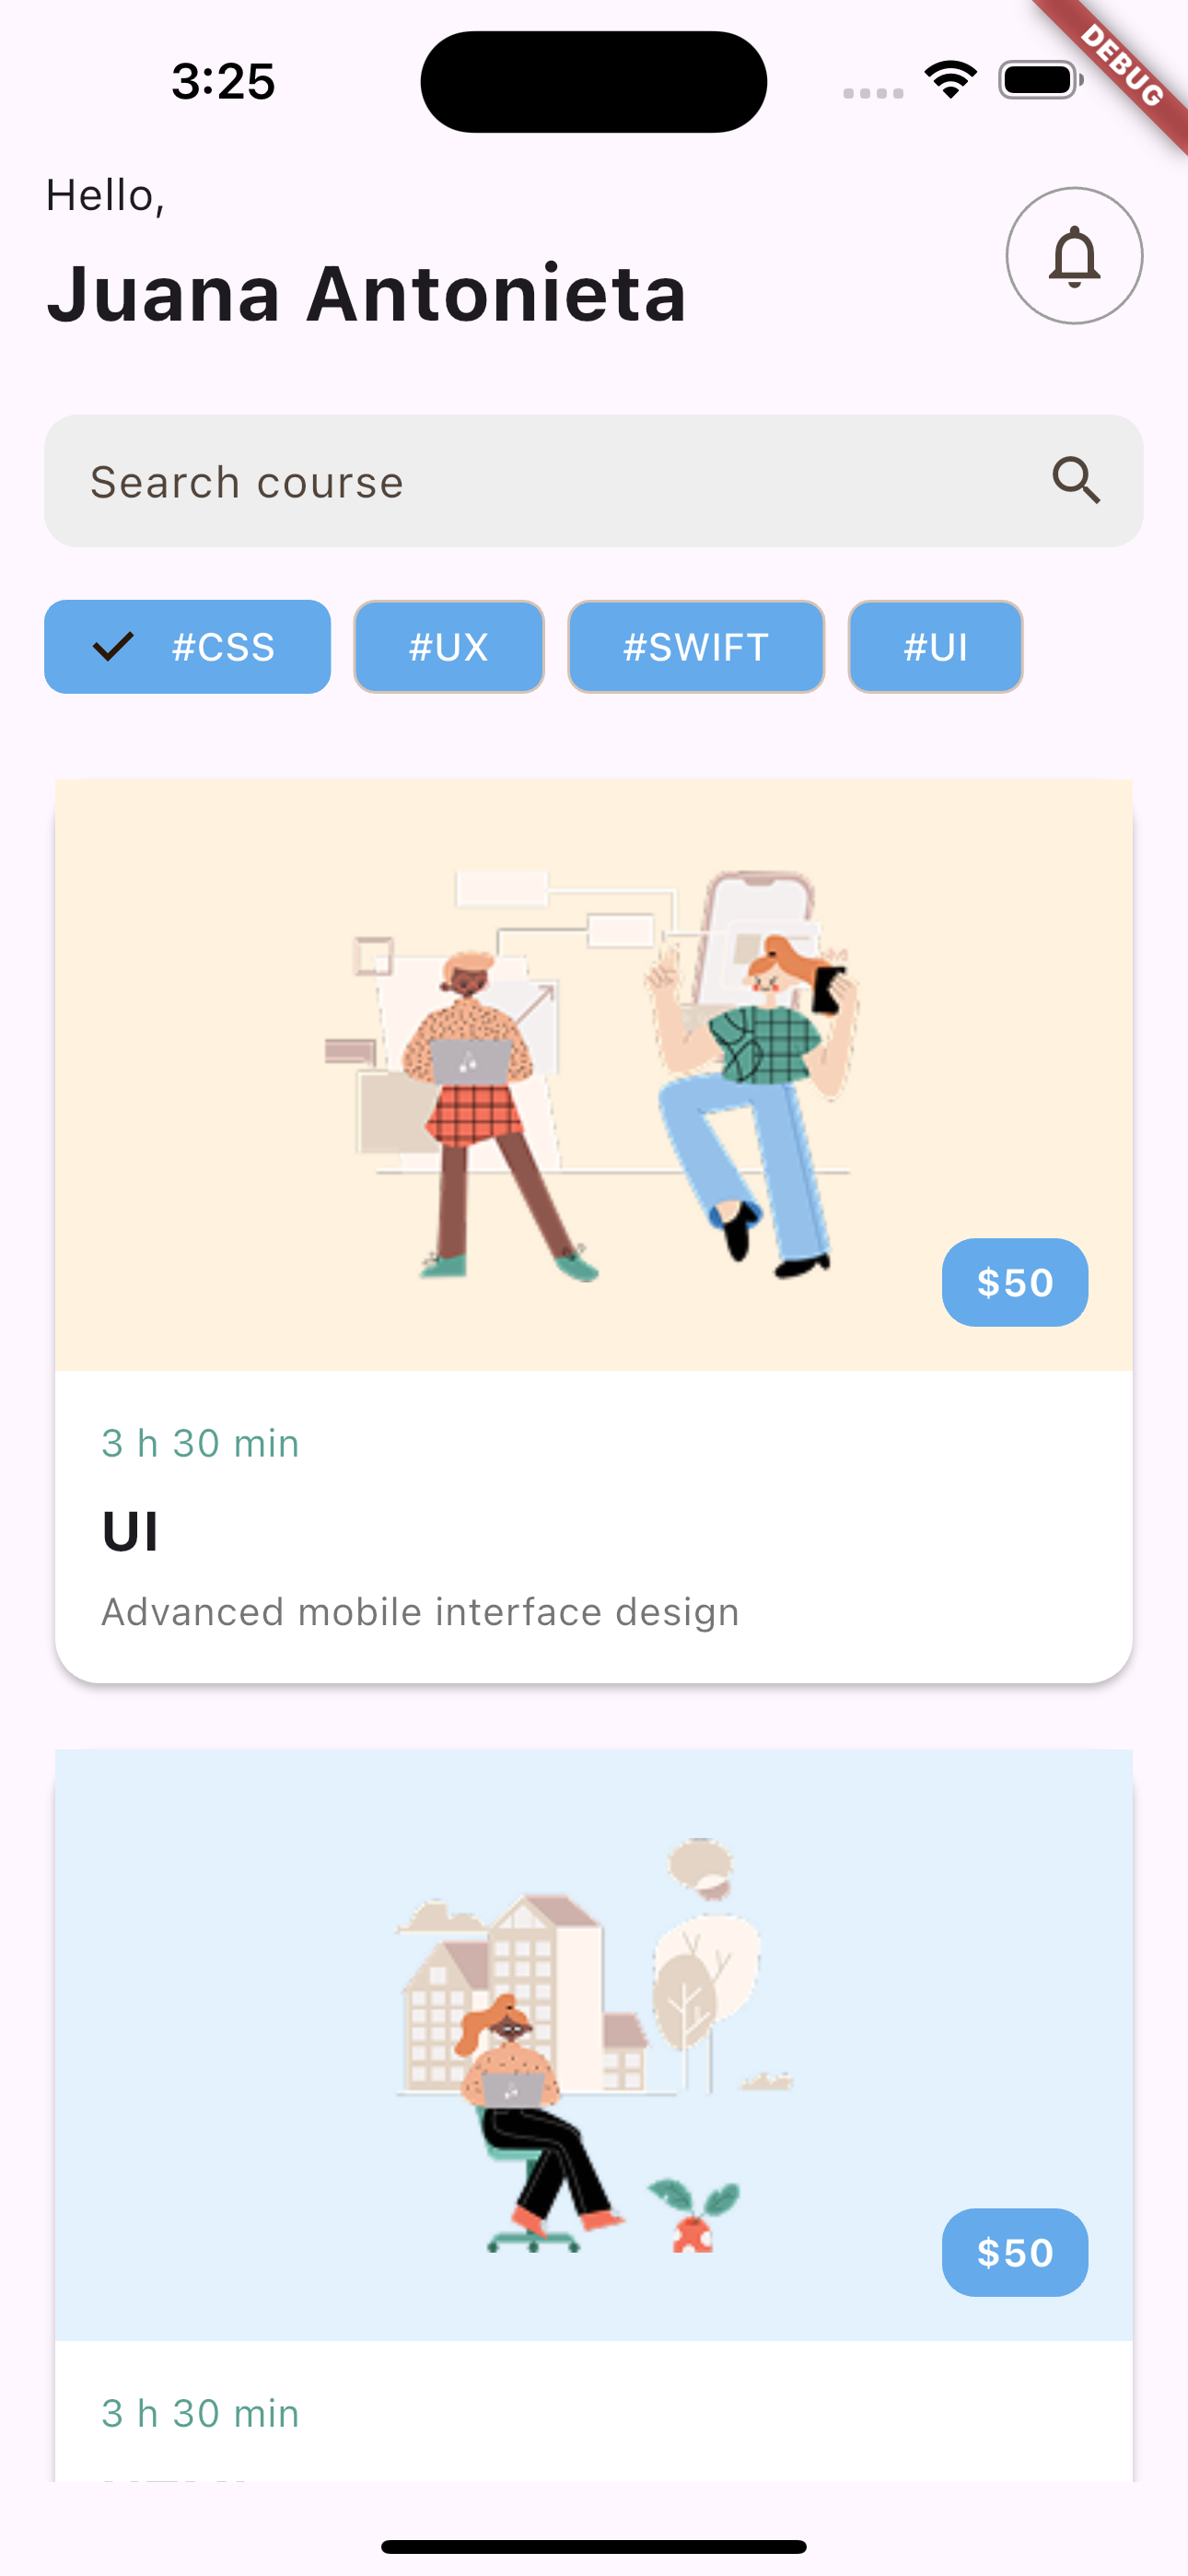 3:25
DEBUG
Hello,
Juana Antonieta
Search course
#CSS #UX #SWIFT #UI
$50
3 h 30 min
UI
Advanced mobile interface design
$50
3 h 30 min